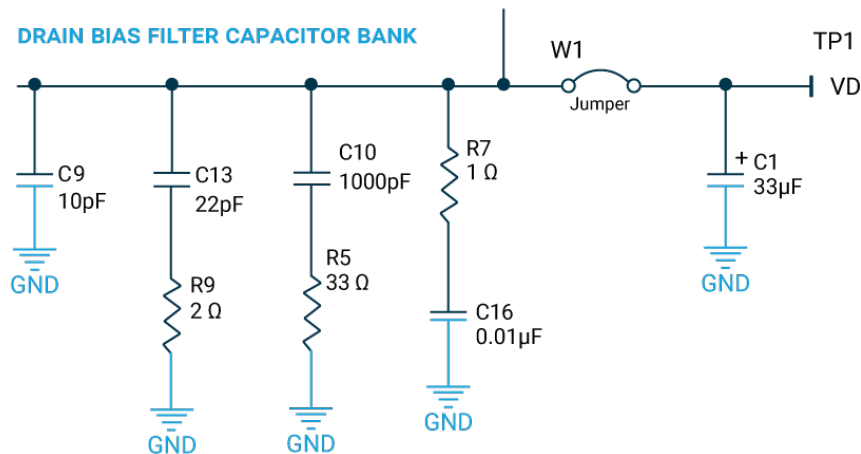 DRAIN BIAS FILTER CAPACITOR BANK
W1
Jumper
TP1
VD
C9
10pF
GND
C13
22pF
R9
2 Ω
GND
C10
1000pF
R5
33 Ω
GND
R7
1 Ω
C16
0.01µF
GND
+ C1
33µF
GND